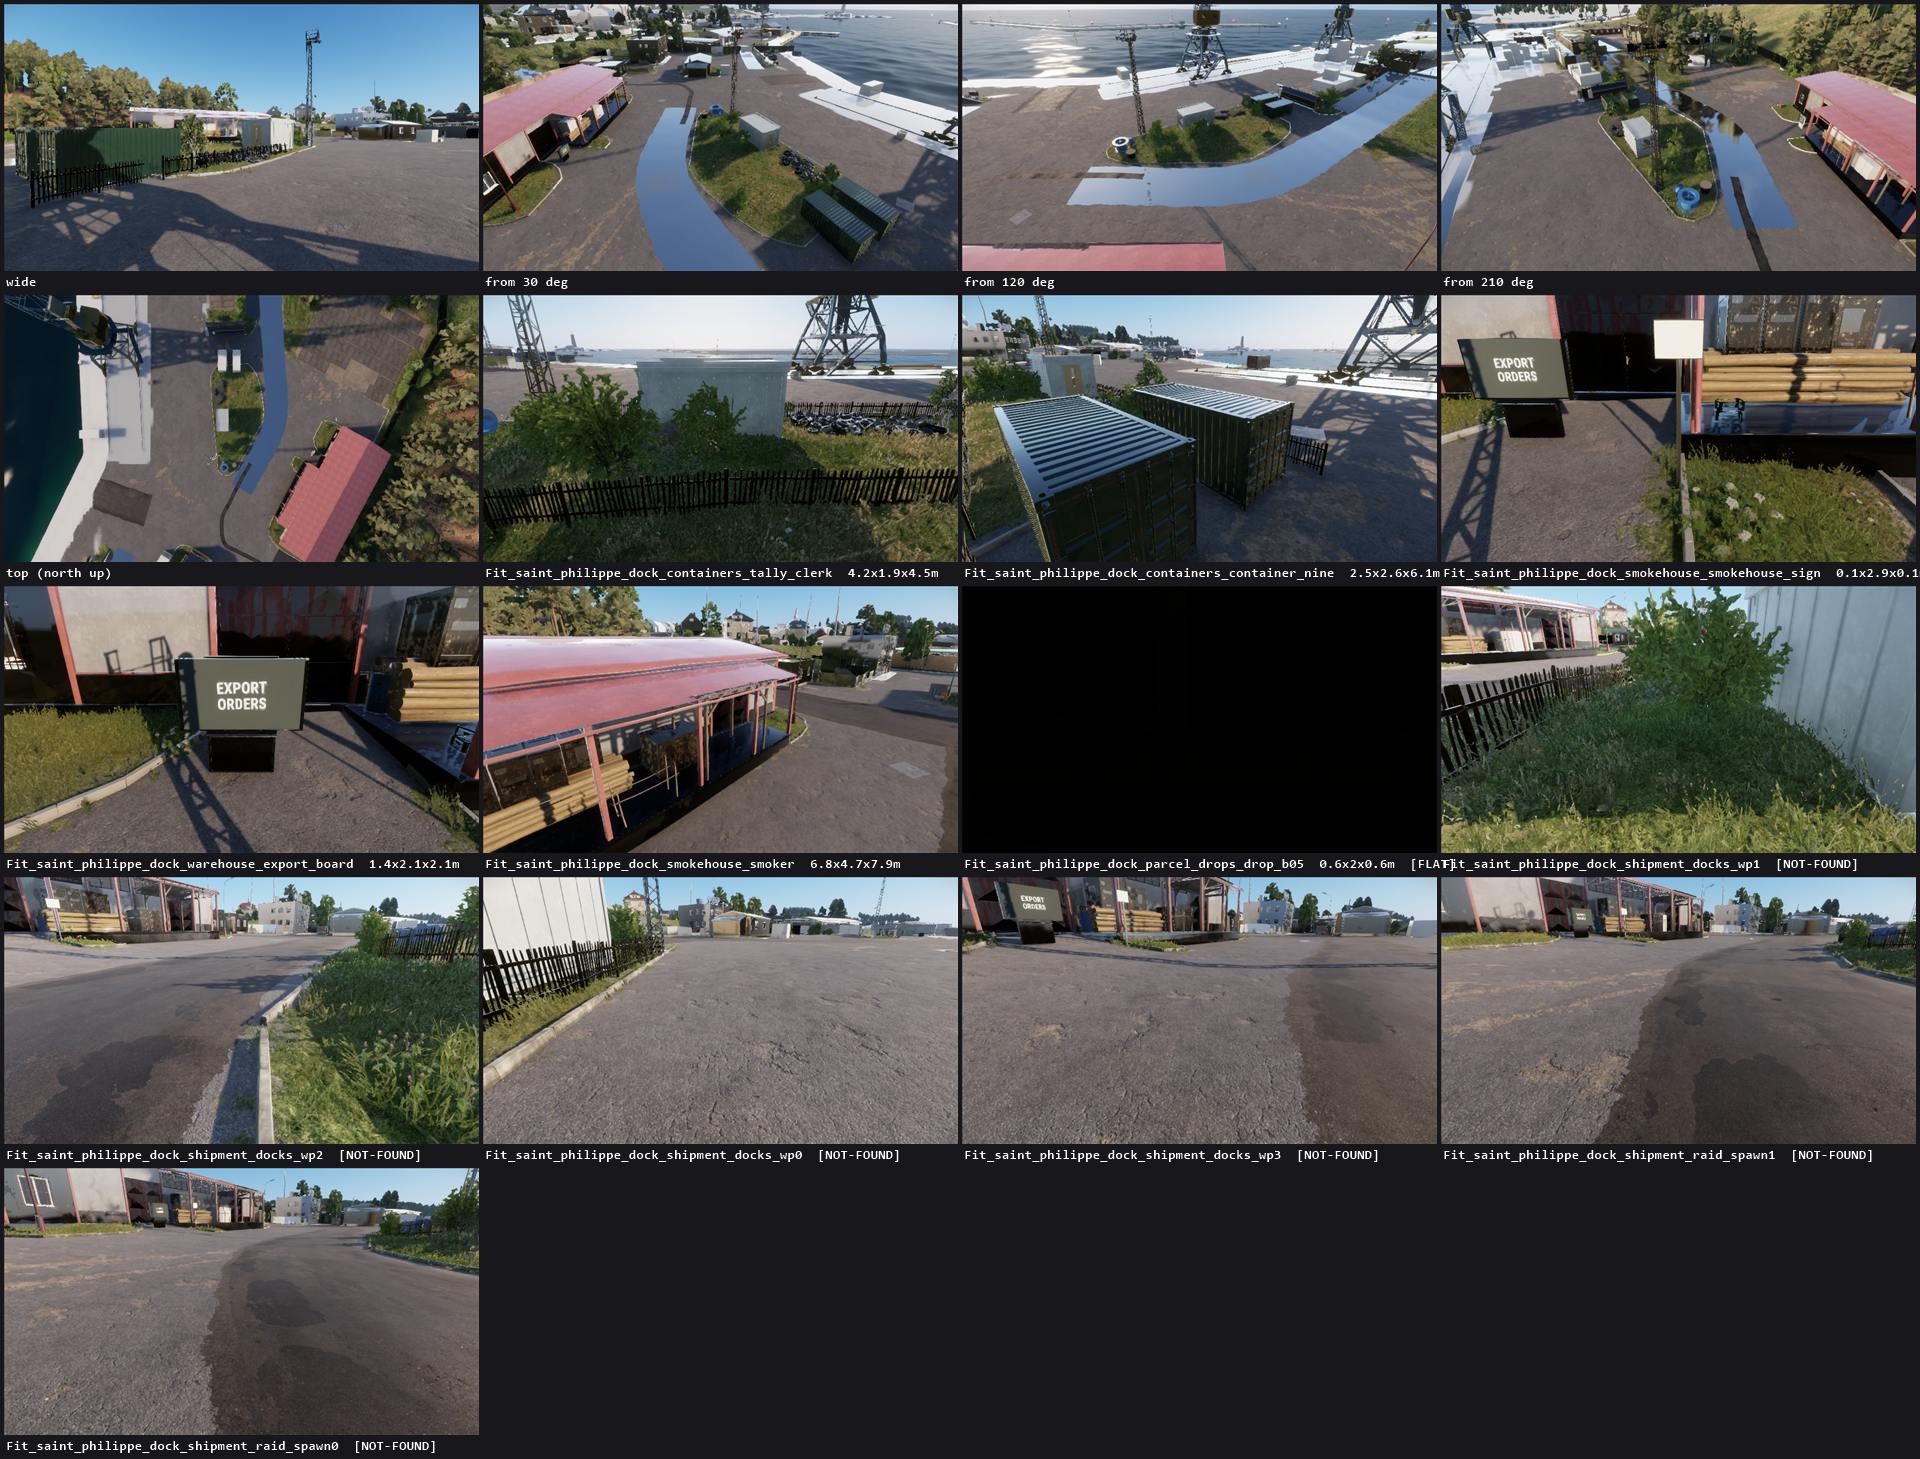 wide
from 30 deg
from 120 deg
from 210 deg
EXPORT
ORDERS
top (north up)
Fit_saint_philippe_dock_containers_tally_clerk 4.2x1.9x4.5m
Fit_saint_philippe_dock_containers_container_nine 2.5x2.6x6.1m
Fit_saint_philippe_dock_smokehouse_smokehouse_sign 0.1x2.9x0.1
EXPORT
ORDERS
Fit_saint_philippe_dock_warehouse_export_board 1.4x2.1x2.1m
Fit_saint_philippe_dock_smokehouse_smoker 6.8x4.7x7.9m
Fit_saint_philippe_dock_parcel_drops_drop_b05 0.6x2x0.6m [FLAT]
Fit_saint_philippe_dock_shipment_docks_wp1 [NOT-FOUND]
EXPORT
ORDERS
Fit_saint_philippe_dock_shipment_docks_wp2 [NOT-FOUND]
Fit_saint_philippe_dock_shipment_docks_wp0 [NOT-FOUND]
Fit_saint_philippe_dock_shipment_docks_wp3 [NOT-FOUND]
Fit_saint_philippe_dock_shipment_raid_spawn1 [NOT-FOUND]
Fit_saint_philippe_dock_shipment_raid_spawn0 [NOT-FOUND]